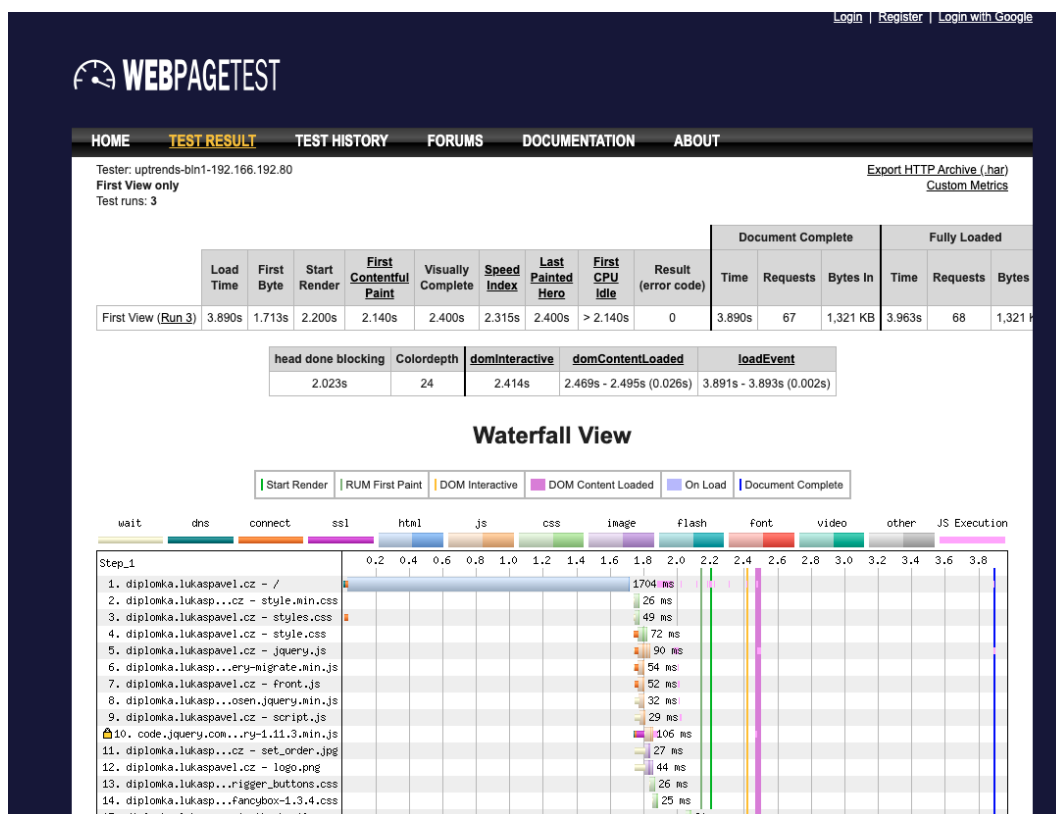 Login | Register | Login with Google
WEBPAGETEST
HOME TEST RESULT TEST HISTORY FORUMS DOCUMENTATION ABOUT
Tester: uptrends-bln1-192.166.192.80
First View only
Test runs: 3
Export HTTP Archive (.har)
Custom Metrics
Document Complete Fully Loaded
Load Time First Byte Start Render First Contentful Paint Visually Complete Speed Index Last Painted Hero First CPU Idle Result (error code) Time Requests Bytes In Time Requests Bytes
First View (Run 3) 3.890s 1.713s 2.200s 2.140s 2.400s 2.315s 2.400s > 2.140s 0 3.890s 67 1,321 KB 3.963s 68 1,321
head done blocking Colordepth domInteractive domContentLoaded loadEvent
2.023s 24 2.414s 2.469s - 2.495s (0.026s) 3.891s - 3.893s (0.002s)
Waterfall View
Start Render RUM First Paint DOM Interactive DOM Content Loaded On Load Document Complete
wait dns connect ssl html js css image flash font video other JS Execution
Step_1 0.2 0.4 0.6 0.8 1.0 1.2 1.4 1.6 1.8 2.0 2.2 2.4 2.6 2.8 3.0 3.2 3.4 3.6 3.8
1. diplomka.lukaspavel.cz - / 1704 ms
2. diplomka.lukasp...cz - style.min.css 26 ms
3. diplomka.lukaspavel.cz - styles.css 49 ms
4. diplomka.lukaspavel.cz - style.css 72 ms
5. diplomka.lukaspavel.cz - jquery.js 90 ms
6. diplomka.lukasp...ery-migrate.min.js 54 ms
7. diplomka.lukaspavel.cz - front.js 52 ms
8. diplomka.lukasp...osen.jquery.min.js 32 ms
9. diplomka.lukaspavel.cz - script.js 29 ms
10. code.jquery.com...ry-1.11.3.min.js 106 ms
11. diplomka.lukasp...cz - set_order.jpg 27 ms
12. diplomka.lukaspavel.cz - logo.png 44 ms
13. diplomka.lukasp...rigger_buttons.css 26 ms
14. diplomka.lukasp...fancybox-1.3.4.css 25 ms